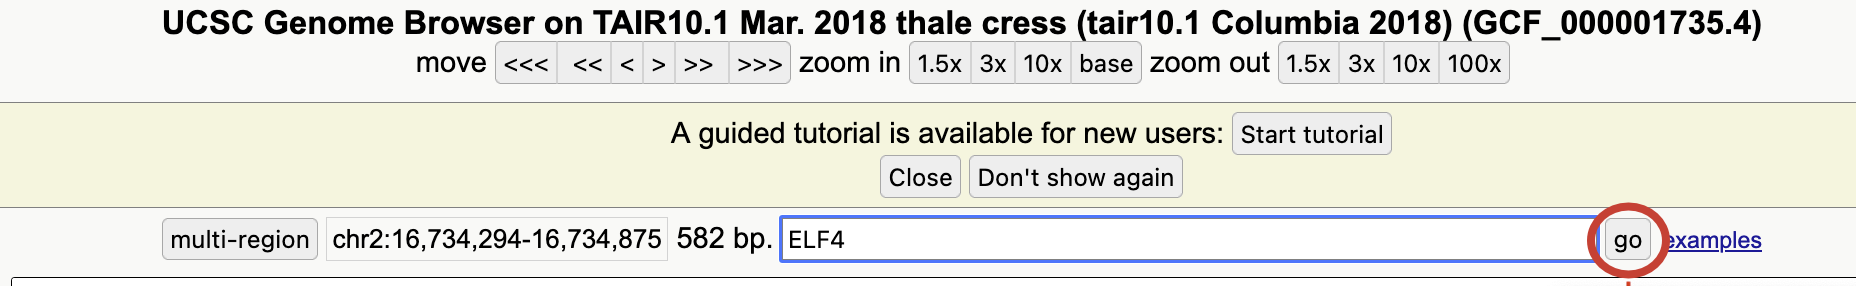 UCSC Genome Browser on TAIR10.1 Mar. 2018 thale cress (tair10.1 Columbia 2018) (GCF_000001735.4)
move <<< << < > >> >>> zoom in 1.5x 3x 10x base zoom out 1.5x 3x 10x 100x
A guided tutorial is available for new users: Start tutorial
Close Don't show again
multi-region chr2:16,734,294-16,734,875 582 bp. ELF4 go examples